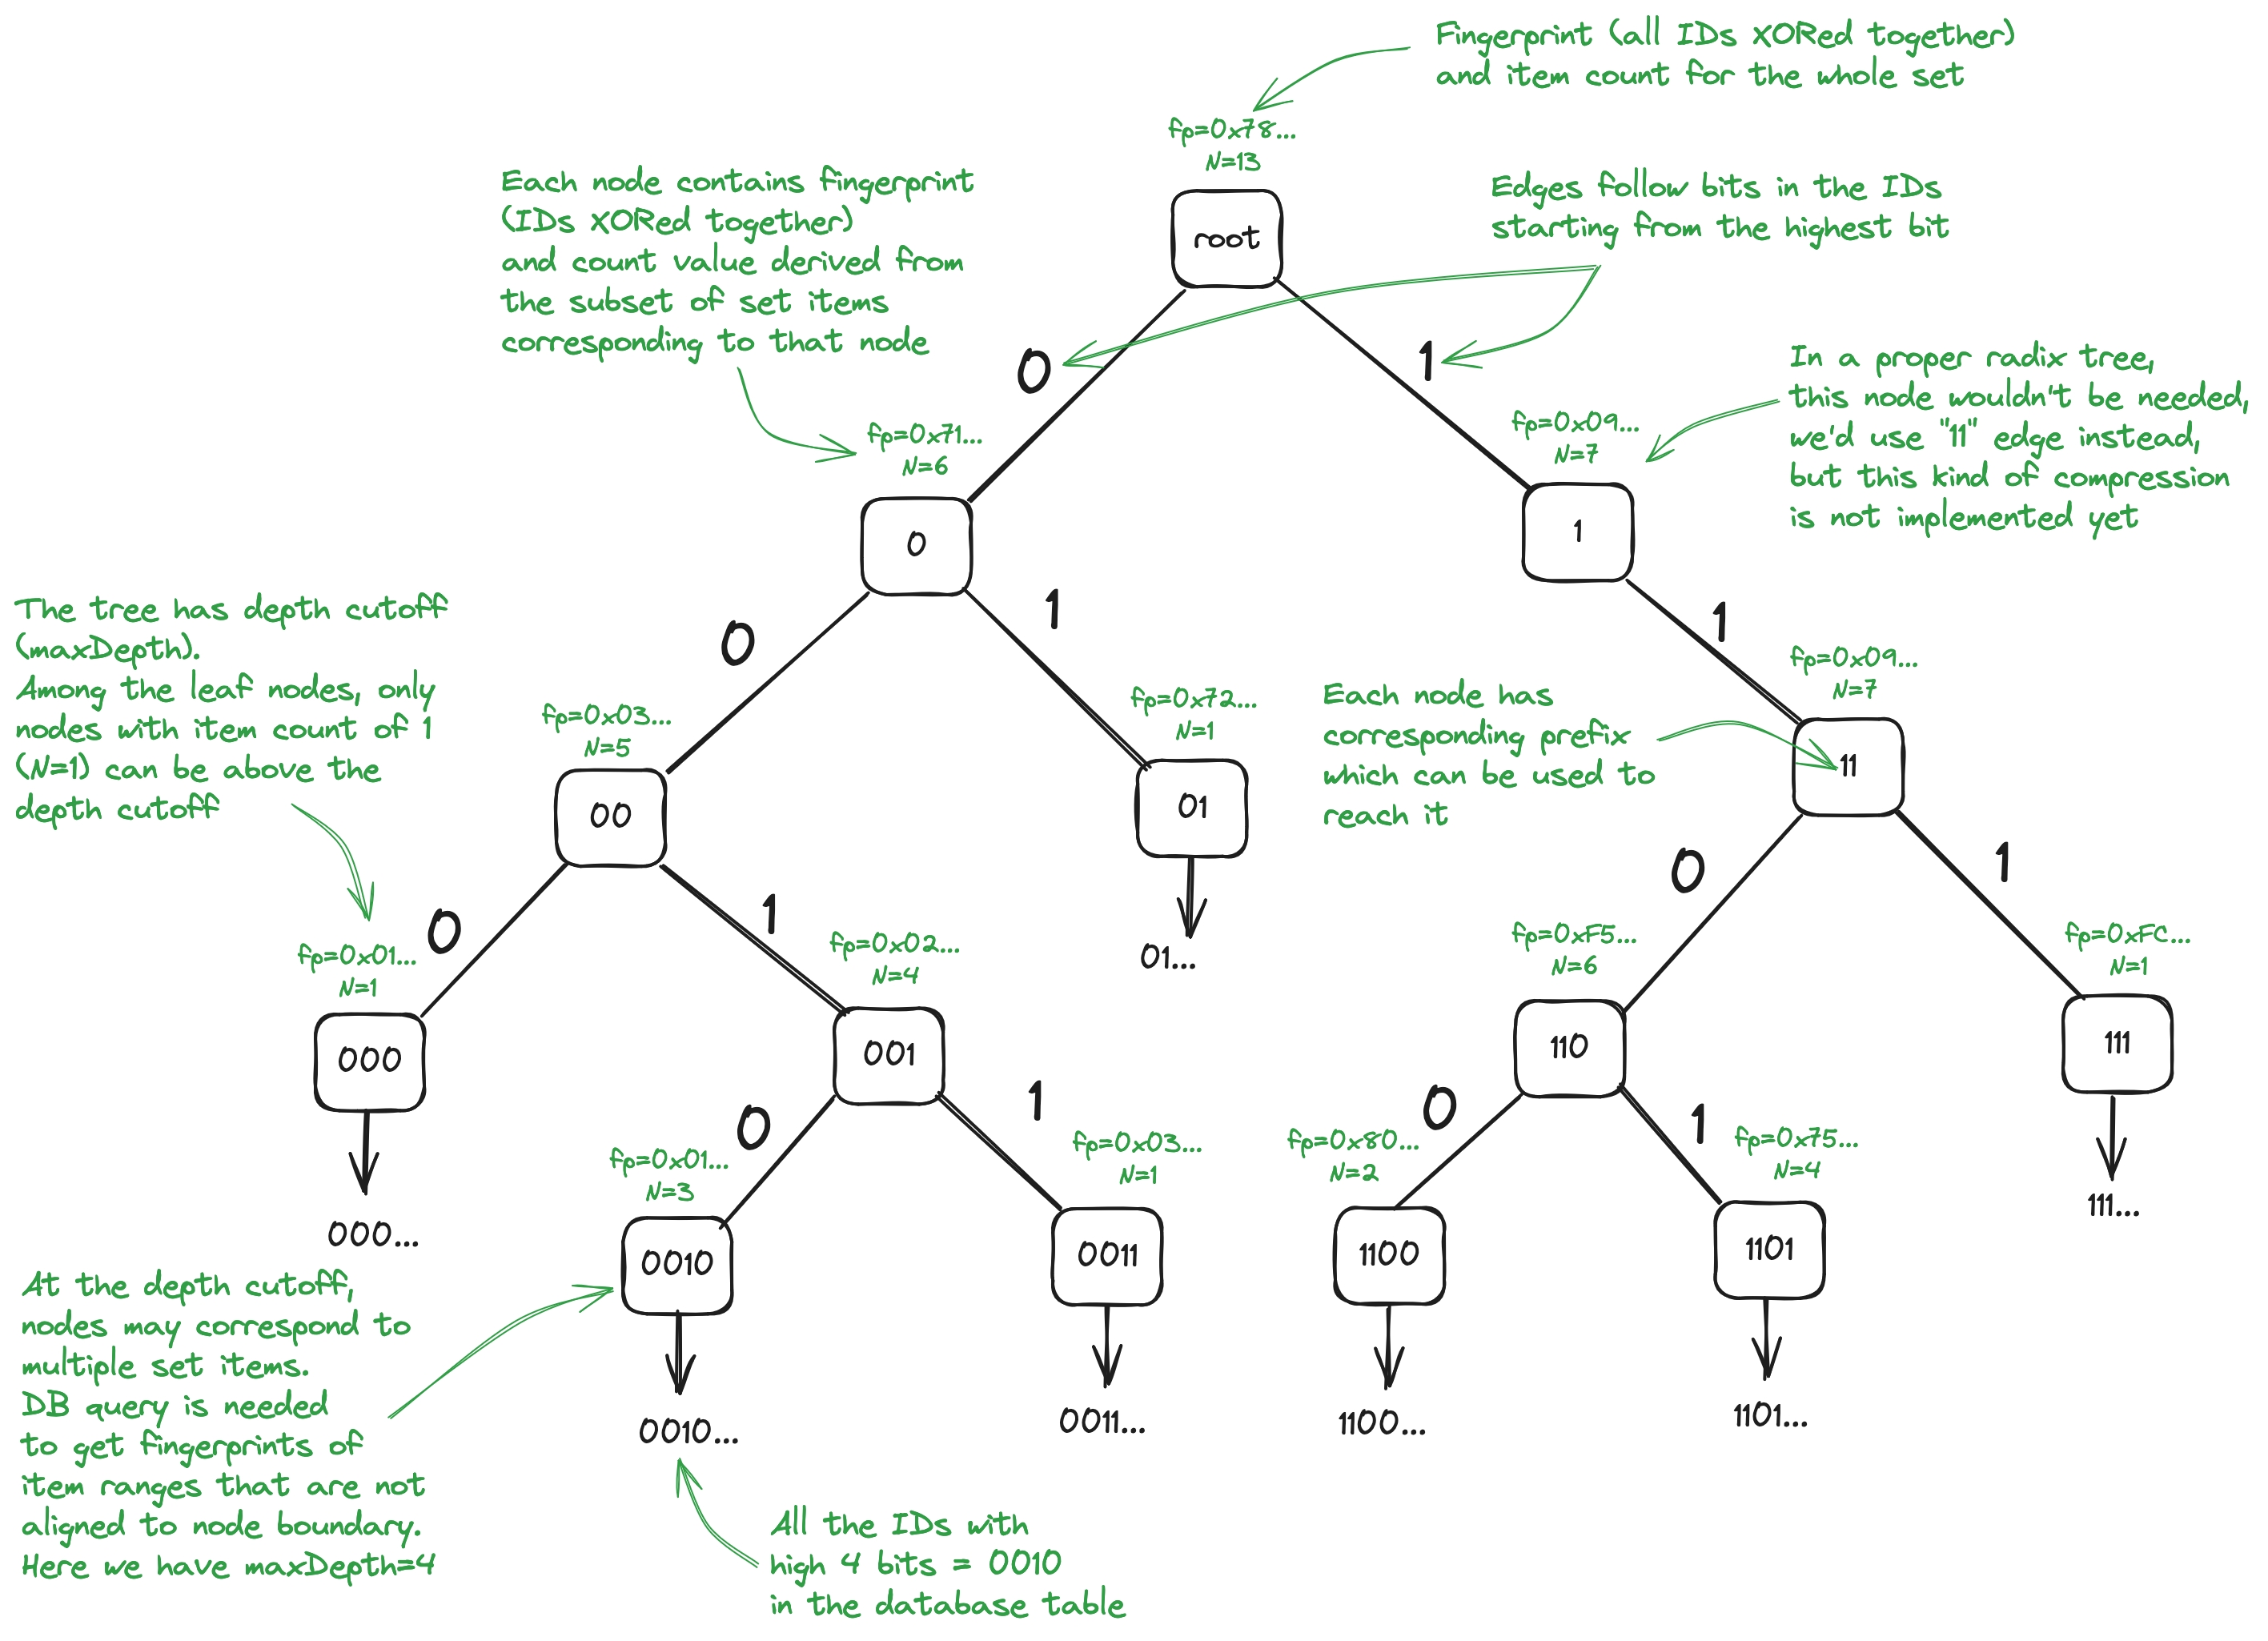 Fingerprint (all IDs XORed together)
and item count for the whole set
fp=0x78...
N=13
root
Each node contains fingerprint
(IDs XORed together)
and count value derived from
the subset of set items
corresponding to that node
Edges follow bits in the IDs
starting from the highest bit
0
1
In a proper radix tree,
this node wouldn't be needed,
we'd use "11" edge instead,
but this kind of compression
is not implemented yet
fp=0x71...
N=6
0
fp=0x09...
N=7
1
The tree has depth cutoff
(maxDepth).
Among the leaf nodes, only
nodes with item count of 1
(N=1) can be above the
depth cutoff
0
1
1
fp=0x03...
N=5
00
fp=0x72...
N=1
01
01...
Each node has
corresponding prefix
which can be used to
reach it
fp=0x09...
N=7
11
0
1
0
1
fp=0x01...
N=1
000
000...
fp=0x02...
N=4
001
fp=0xF5...
N=6
110
fp=0xFC...
N=1
111
111...
0
1
0
1
fp=0x01...
N=3
0010
0010...
fp=0x03...
N=1
0011
0011...
fp=0x80...
N=2
1100
1100...
fp=0x75...
N=4
1101
1101...
At the depth cutoff,
nodes may correspond to
multiple set items.
DB query is needed
to get fingerprints of
item ranges that are not
aligned to node boundary.
Here we have maxDepth=4
All the IDs with
high 4 bits = 0010
in the database table